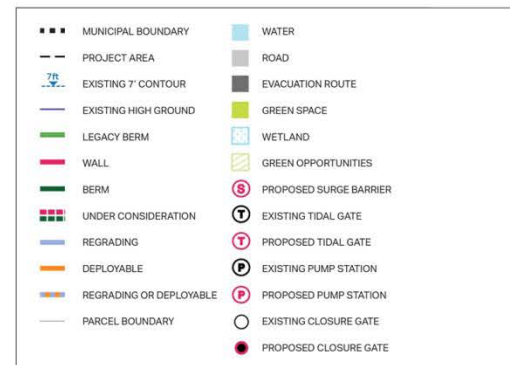 MUNICIPAL BOUNDARY
PROJECT AREA
7ft
EXISTING 7' CONTOUR
EXISTING HIGH GROUND
LEGACY BERM
WALL
BERM
UNDER CONSIDERATION
REGRADING
DEPLOYABLE
REGRADING OR DEPLOYABLE
PARCEL BOUNDARY
WATER
ROAD
EVACUATION ROUTE
GREEN SPACE
WETLAND
GREEN OPPORTUNITIES
S PROPOSED SURGE BARRIER
T EXISTING TIDAL GATE
T PROPOSED TIDAL GATE
P EXISTING PUMP STATION
P PROPOSED PUMP STATION
EXISTING CLOSURE GATE
PROPOSED CLOSURE GATE